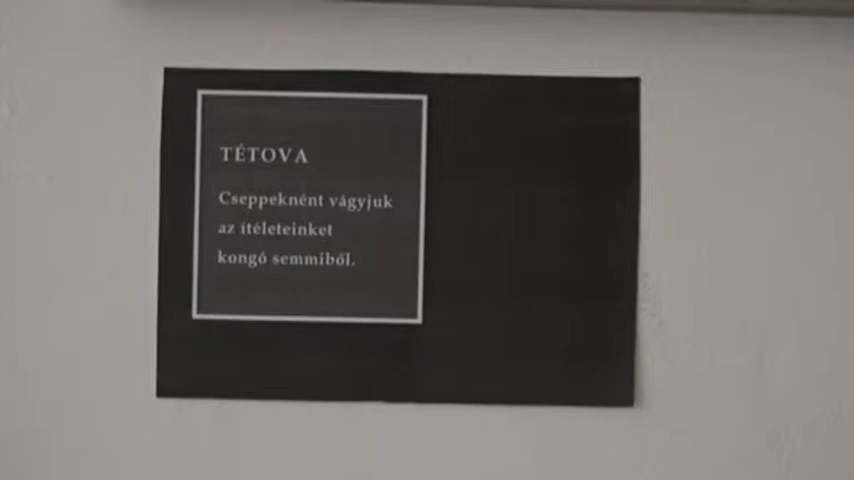 TÉTOVA
Cseppeknént vágyjuk
az ítéleteinket
kongó semmiből.